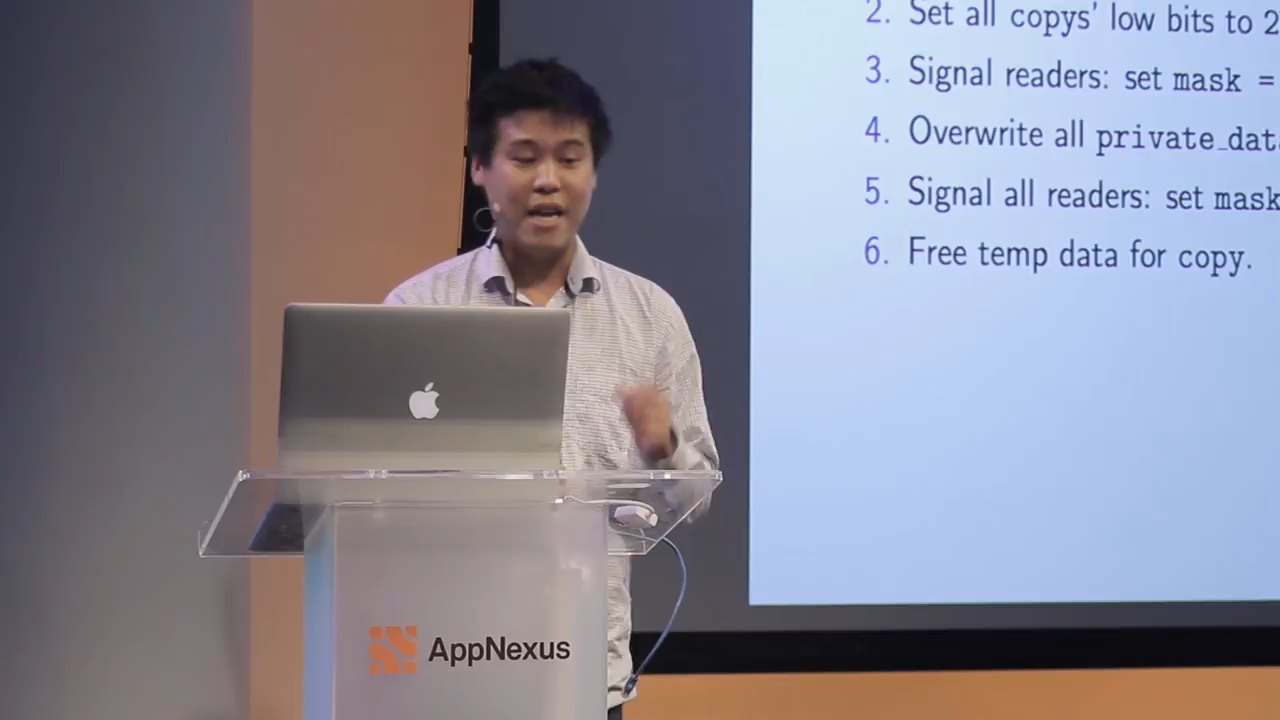 2. Set all copys' low bits to 2
3. Signal readers: set mask =
4. Overwrite all private_dat
5. Signal all readers: set mask
6. Free temp data for copy.
AppNexus